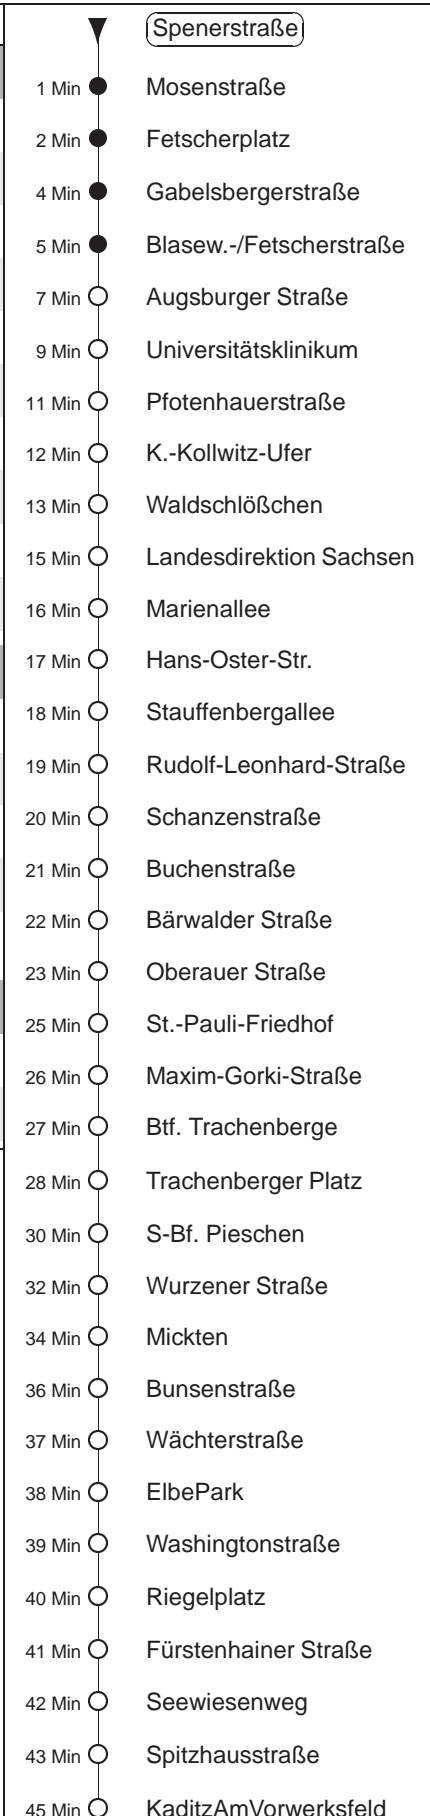 Spenerstraße
1 Min Mosenstraße
2 Min Fetscherplatz
4 Min Gabelsbergerstraße
5 Min Blasew.-/Fetscherstraße
7 Min Augsburger Straße
9 Min Universitätsklinikum
11 Min Pfotenhauerstraße
12 Min K.-Kollwitz-Ufer
13 Min Waldschlößchen
15 Min Landesdirektion Sachsen
16 Min Marienallee
17 Min Hans-Oster-Str.
18 Min Stauffenbergallee
19 Min Rudolf-Leonhard-Straße
20 Min Schanzenstraße
21 Min Buchenstraße
22 Min Bärwalder Straße
23 Min Oberauer Straße
25 Min St.-Pauli-Friedhof
26 Min Maxim-Gorki-Straße
27 Min Btf. Trachenberge
28 Min Trachenberger Platz
30 Min S-Bf. Pieschen
32 Min Wurzener Straße
34 Min Mickten
36 Min Bunsenstraße
37 Min Wächterstraße
38 Min ElbePark
39 Min Washingtonstraße
40 Min Riegelplatz
41 Min Fürstenhainer Straße
42 Min Seewiesenweg
43 Min Spitzhausstraße
45 Min KaditzAmVorwerksfeld